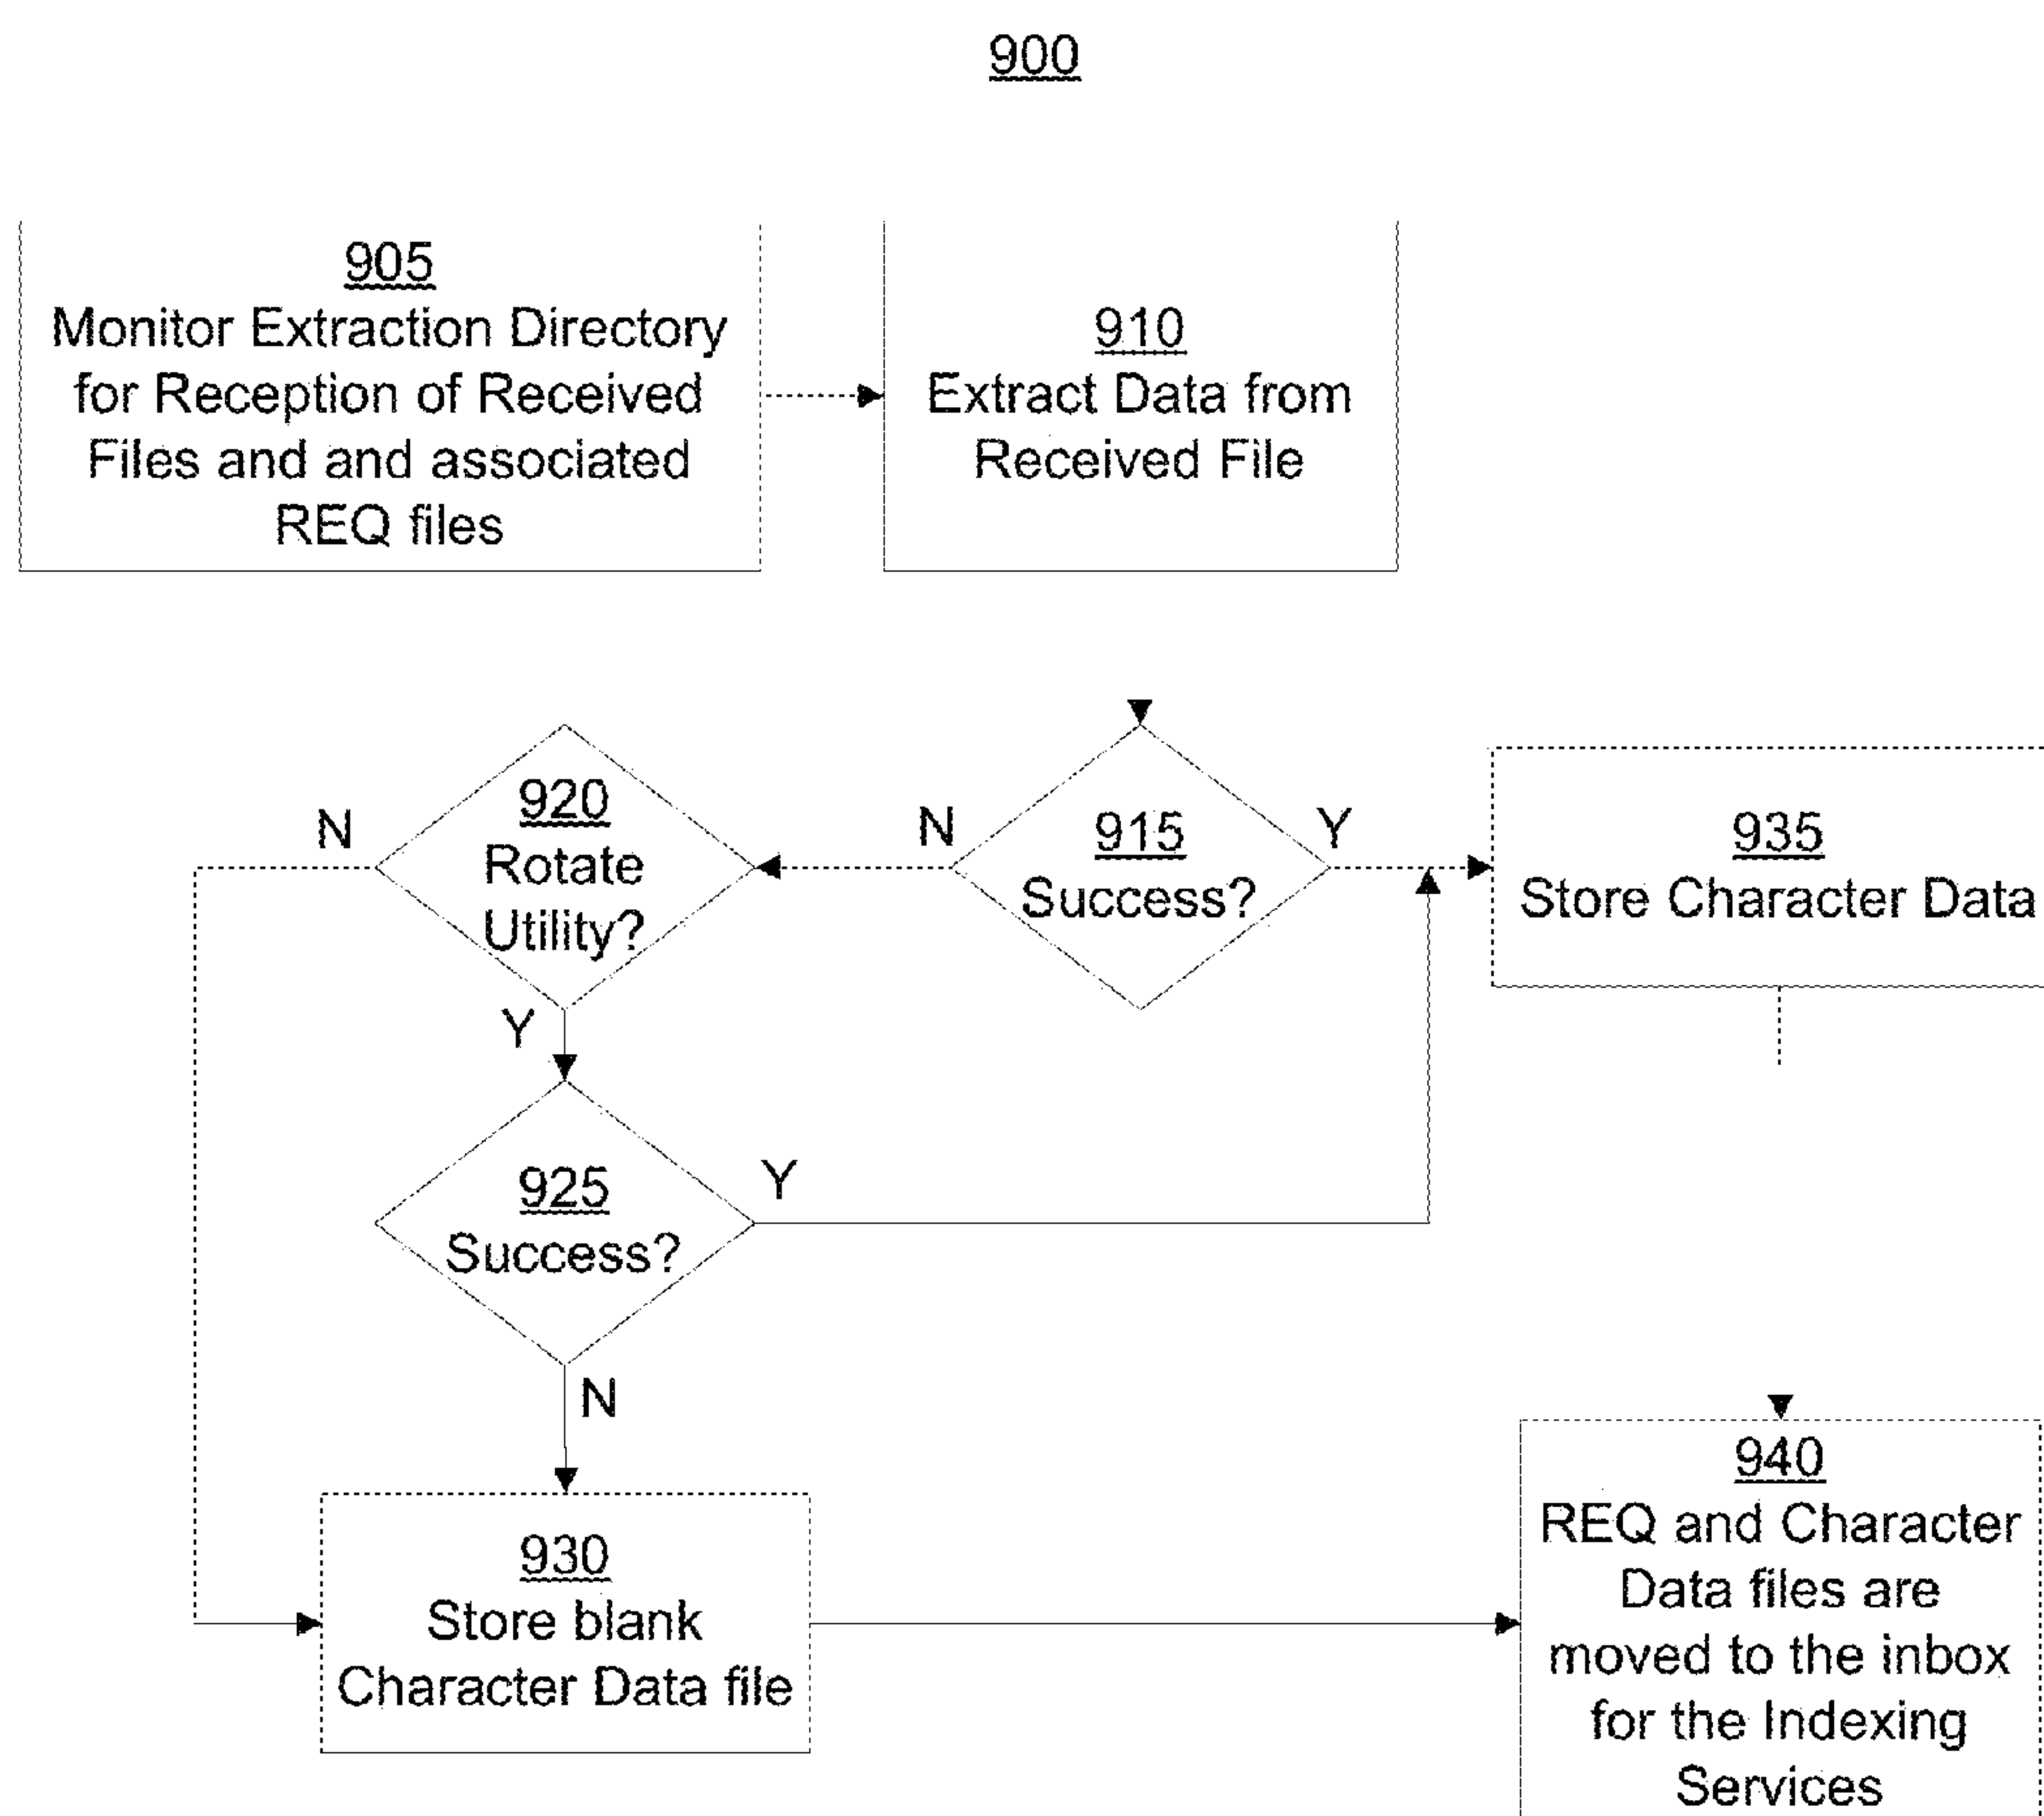 900
905
Monitor Extraction Directory
for Reception of Received
Files and and associated
REQ files
910
Extract Data from
Received File
N
920
Rotate
Utility?
Y
N
915
Success?
Y
935
Store Character Data
925
Success?
Y
N
930
Store blank
Character Data file
940
REQ and Character
Data files are
moved to the inbox
for the Indexing
Services